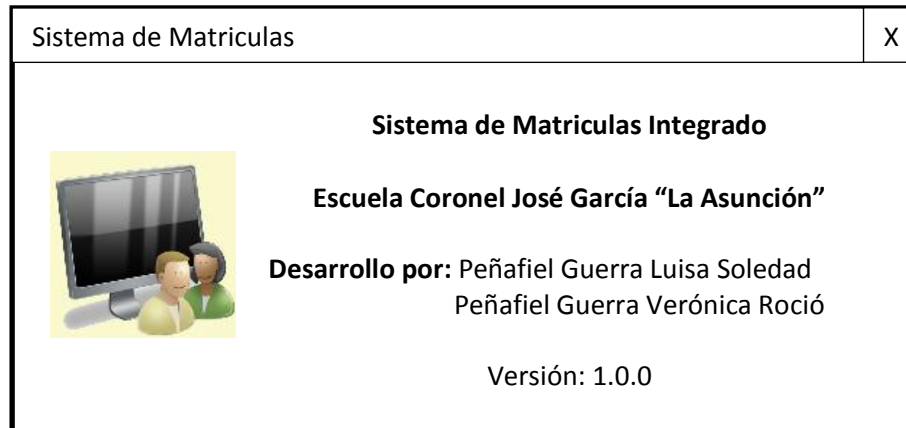 Sistema de Matriculas X
Sistema de Matriculas Integrado
Escuela Coronel José García “La Asunción”
Desarrollo por: Peñafiel Guerra Luisa Soledad
Peñafiel Guerra Verónica Roció
Versión: 1.0.0